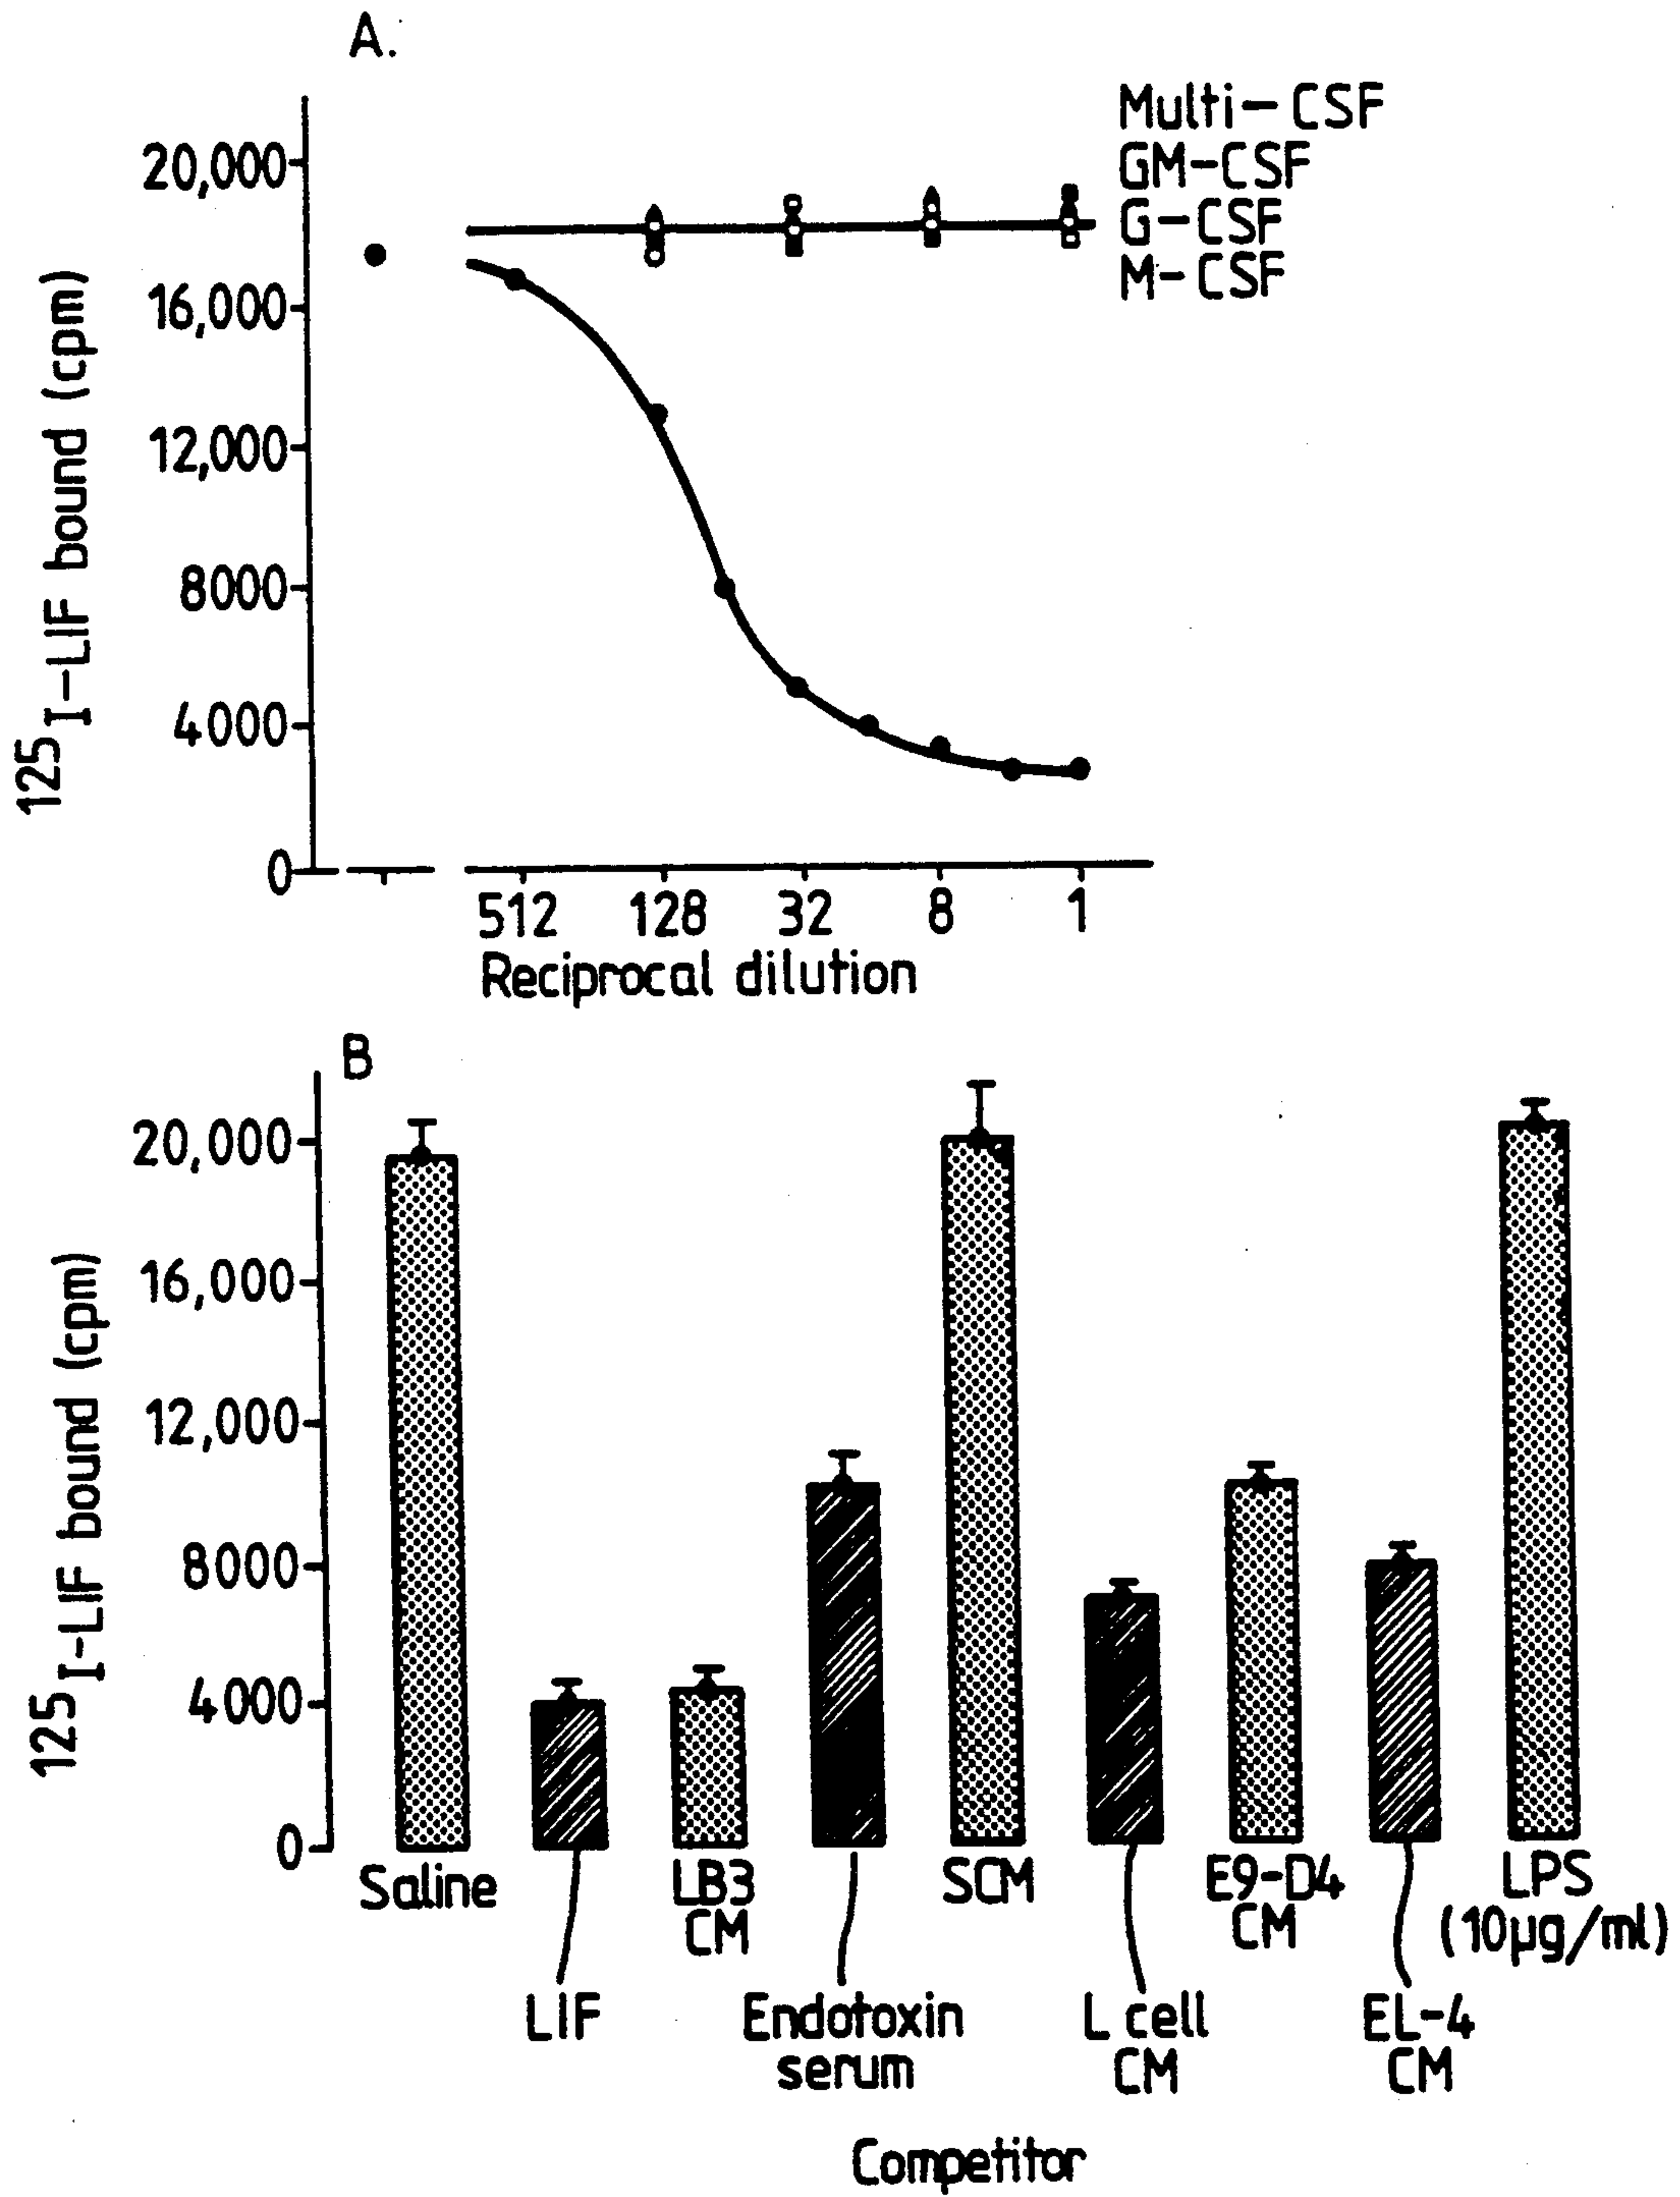 A.
Multi-CSF
GM-CSF
G-CSF
M-CSF
20,000
16,000
12,000
8000
4000
0
125I-LIF bound (cpm)
512 128 32 8 1
Reciprocal dilution
B
20,000
16,000
12,000
8000
4000
0
125I-LIF bound (cpm)
Saline
LIF
LB3
CM
Endotoxin
serum
SCM
L cell
CM
E9-D4
CM
EL-4
CM
LPS
(10µg/ml)
Competitor